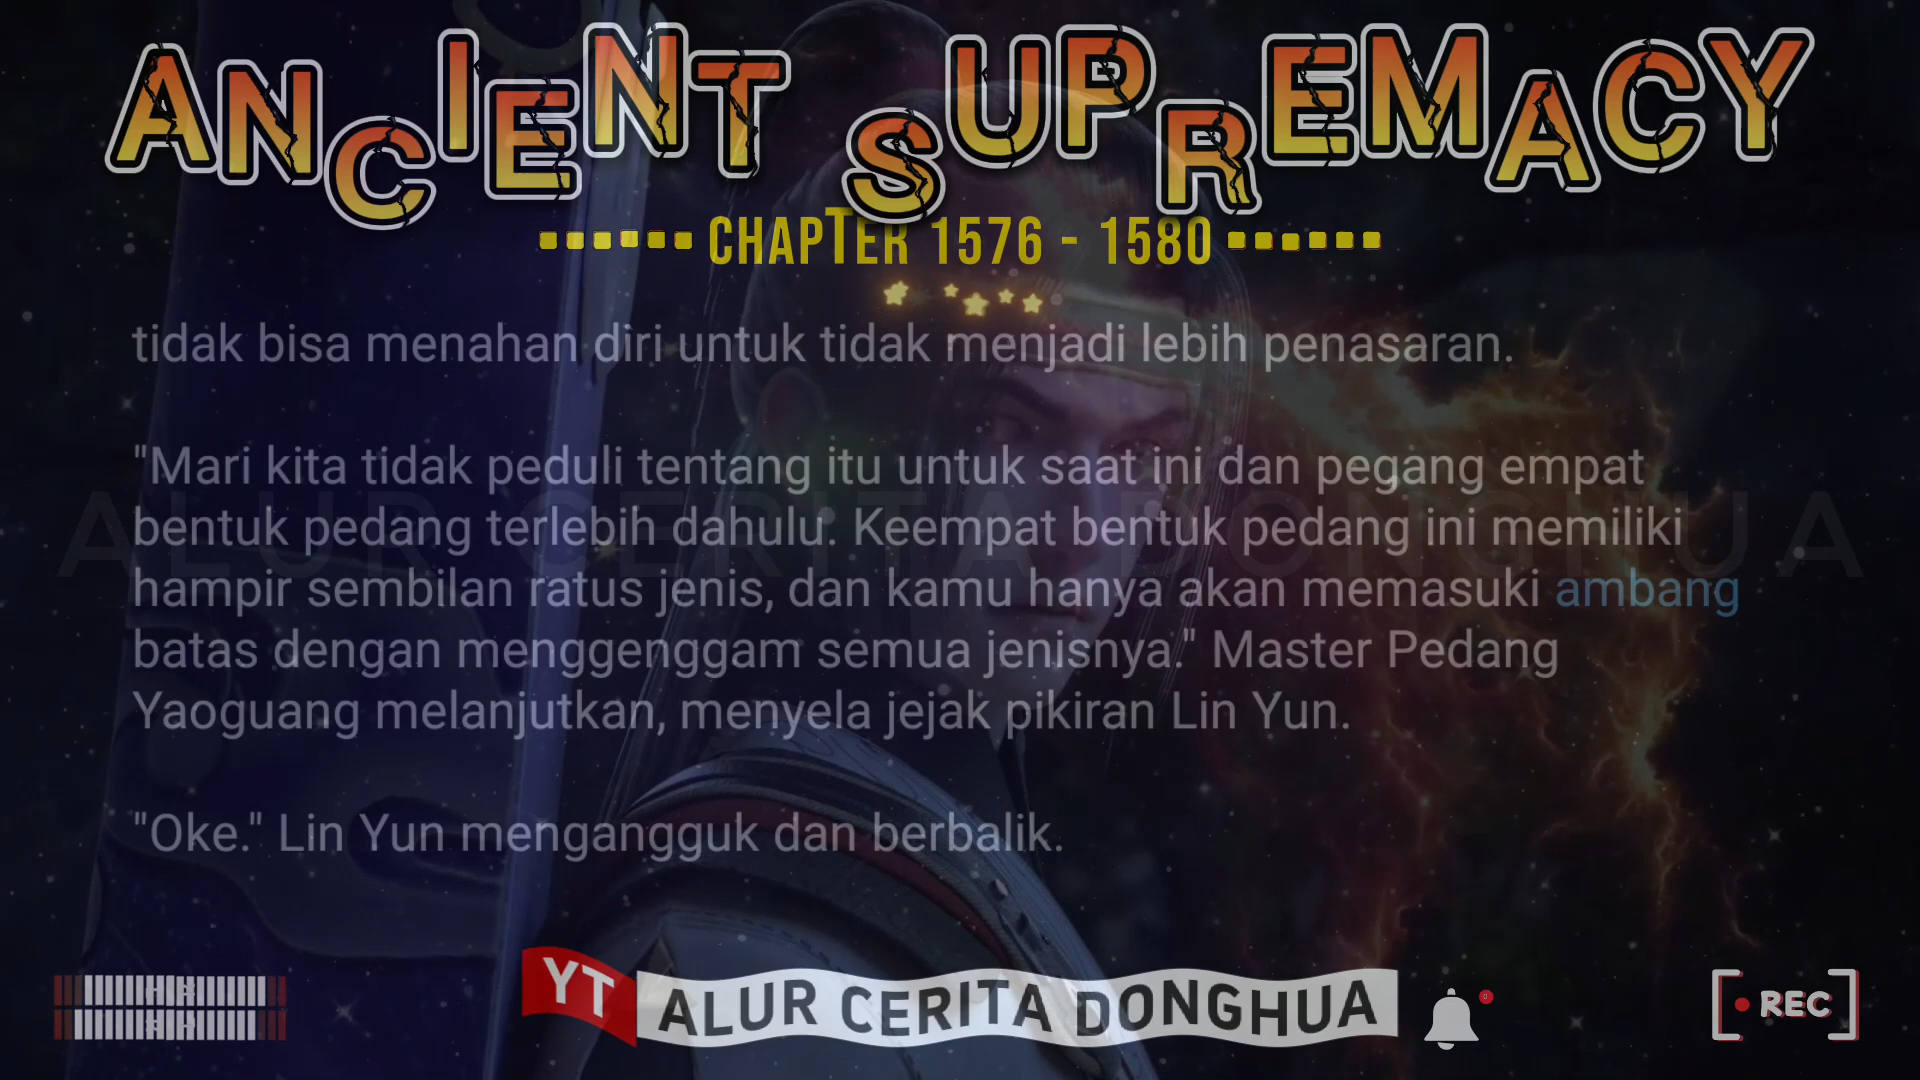 ANCIENT SUPREMACY
CHAPTER 1576 - 1580
tidak bisa menahan diri untuk tidak menjadi lebih penasaran.
"Mari kita tidak peduli tentang itu untuk saat ini dan pegang empat
bentuk pedang terlebih dahulu. Keempat bentuk pedang ini memiliki
hampir sembilan ratus jenis, dan kamu hanya akan memasuki ambang
batas dengan menggenggam semua jenisnya." Master Pedang
Yaoguang melanjutkan, menyela jejak pikiran Lin Yun.
"Oke." Lin Yun mengangguk dan berbalik.
ALUR CERITA DONGHUA
YT ALUR CERITA DONGHUA
REC